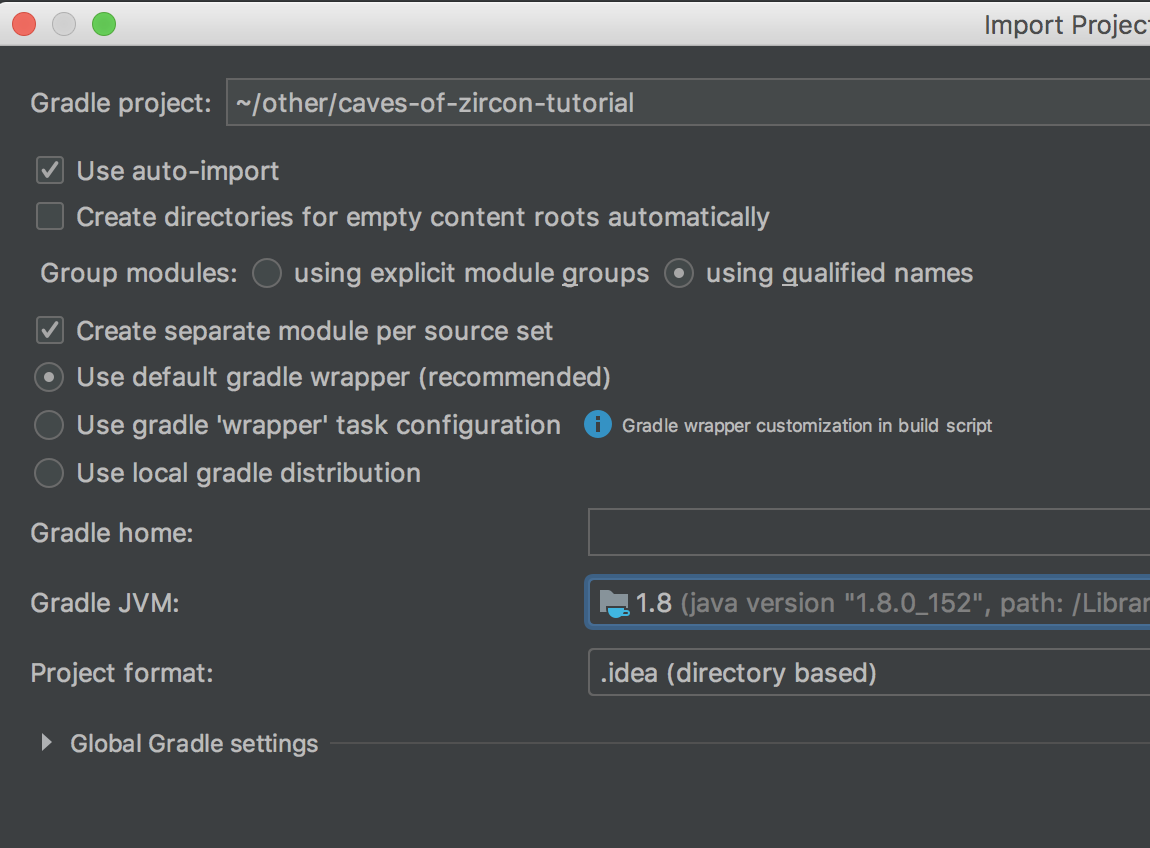 Import Projec
Gradle project: ~/other/caves-of-zircon-tutorial
Use auto-import
Create directories for empty content roots automatically
Group modules: using explicit module groups using qualified names
Create separate module per source set
Use default gradle wrapper (recommended)
Use gradle 'wrapper' task configuration Gradle wrapper customization in build script
Use local gradle distribution
Gradle home:
Gradle JVM: 1.8 (java version "1.8.0_152", path: /Librar
Project format: .idea (directory based)
Global Gradle settings